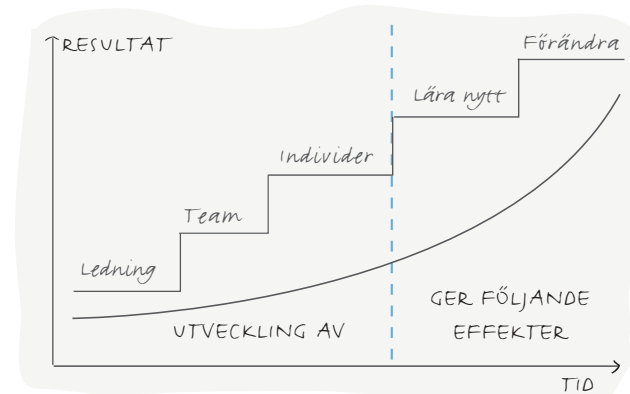 RESULTAT
Förändra
Lära nytt
Individer
Team
Ledning
GER FÖLJANDE
UTVECKLING AV
EFFEKTER
TID